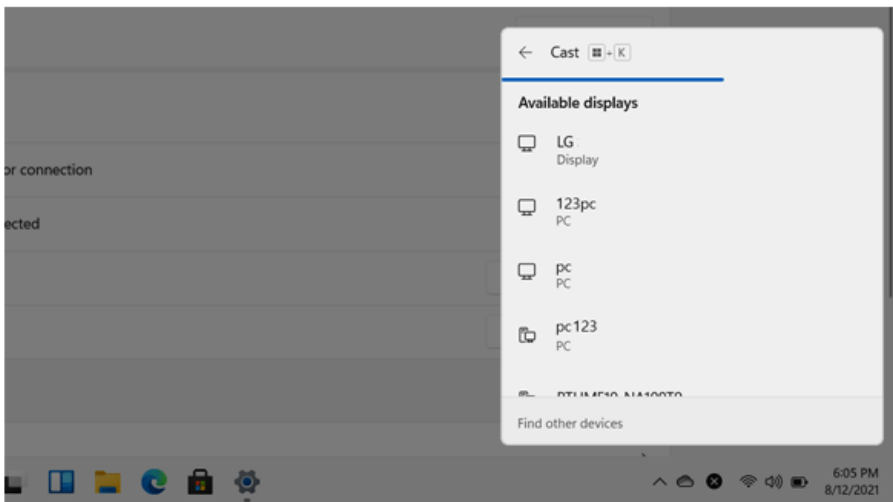 Cast + K
Available displays
or connection
ected
LG
Display
123pc
PC
pc
PC
pc123
PC
Find other devices
6:05 PM
8/12/2021